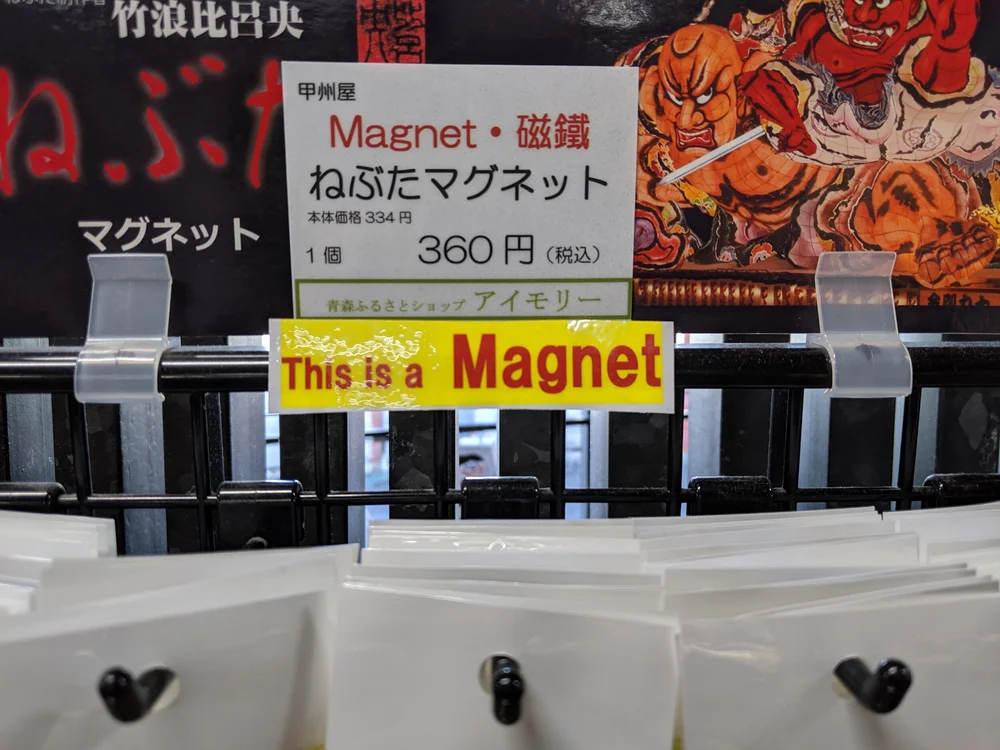 竹浪比呂央
ねぶた
マグネット
甲州屋
Magnet・磁鐵
ねぶたマグネット
本体価格 334 円
1個 360 円 (税込)
青森ふるさとショップ アイモリー
This is a Magnet